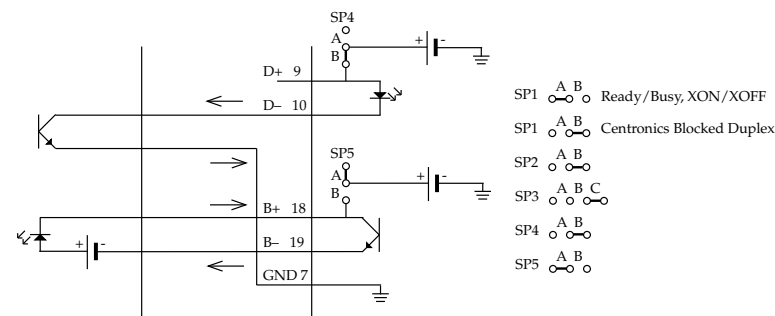 SP4
A
B
+ -
D+ 9
D– 10
SP5
A
B
+ -
B+ 18
+ -
B– 19
GND 7
SP1 A B Ready/Busy, XON/XOFF
SP1 A B Centronics Blocked Duplex
SP2 A B
SP3 A B C
SP4 A B
SP5 A B